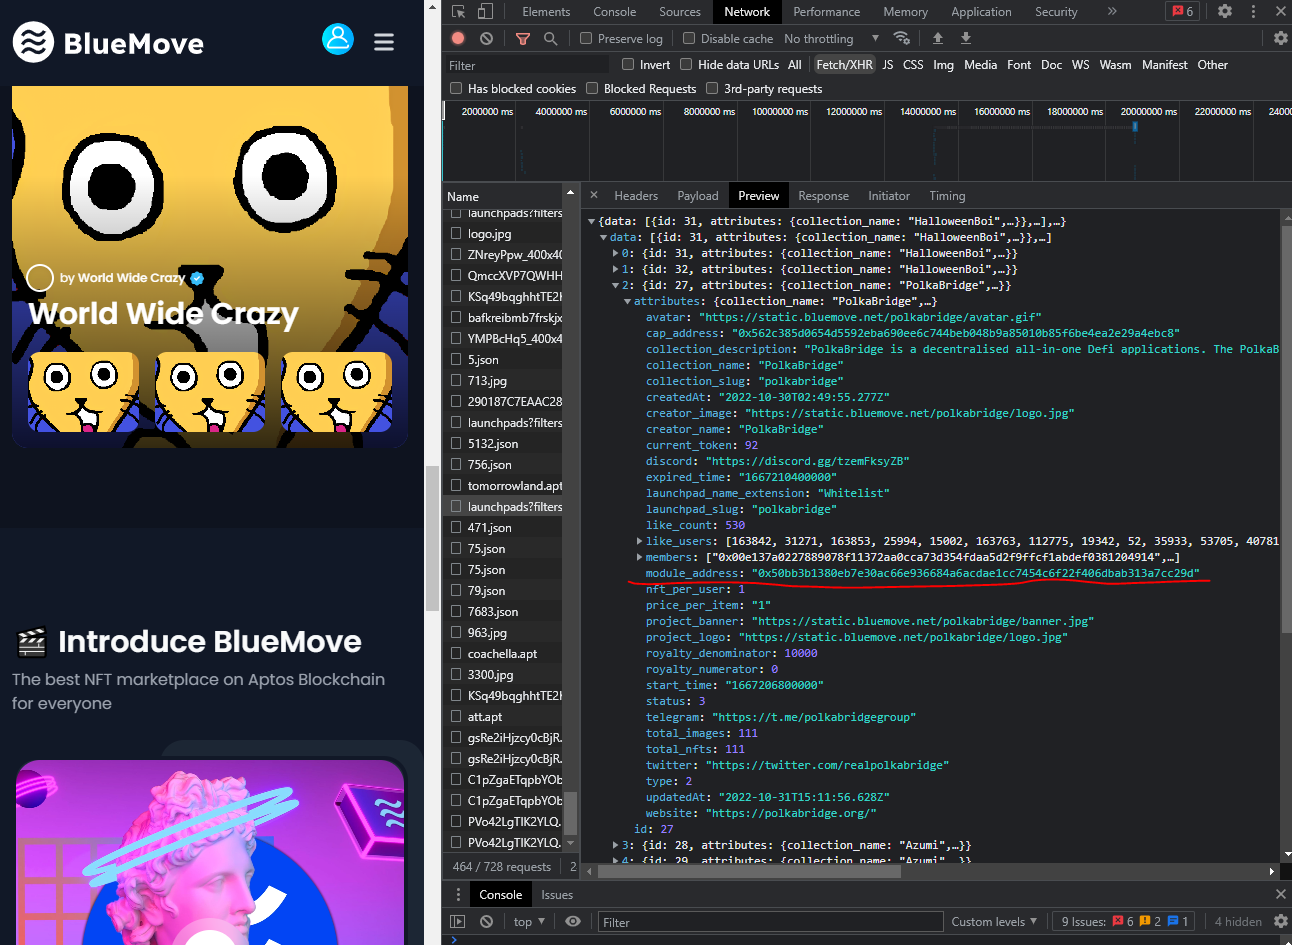 BlueMove
by World Wide Crazy
World Wide Crazy
Introduce BlueMove
The best NFT marketplace on Aptos Blockchain
for everyone
Elements Console Sources Network Performance Memory Application Security » 6
Preserve log Disable cache No throttling
Filter Invert Hide data URLs All Fetch/XHR JS CSS Img Media Font Doc WS Wasm Manifest Other
Has blocked cookies Blocked Requests 3rd-party requests
2000000 ms 4000000 ms 6000000 ms 8000000 ms 10000000 ms 12000000 ms 14000000 ms 16000000 ms 18000000 ms 20000000 ms 22000000 ms 2400
Name
launchpads?filters
logo.jpg
ZNreyPpw_400x40
QmccXVP7QWHH
KSq49bqghhtTE2H
bafkreibmb7frskjx
YMPBcHq5_400x4
5.json
713.jpg
290187C7EAAC28
launchpads?filters
5132.json
756.json
tomorrowland.apt
launchpads?filters
471.json
75.json
75.json
79.json
7683.json
963.jpg
coachella.apt
3300.jpg
KSq49bqghhtTE2H
att.apt
gsRe2iHjzcy0cBjR.
gsRe2iHjzcy0cBjR.
C1pZgaETqpbYOb
C1pZgaETqpbYOb
PVo42LgTIK2YLQ.
PVo42LgTIK2YLQ.
464 / 728 requests 2
× Headers Payload Preview Response Initiator Timing
{data: [{id: 31, attributes: {collection_name: "HalloweenBoi",…}},…],…}
data: [{id: 31, attributes: {collection_name: "HalloweenBoi",…}},…]
0: {id: 31, attributes: {collection_name: "HalloweenBoi",…}}
1: {id: 32, attributes: {collection_name: "HalloweenBoi",…}}
2: {id: 27, attributes: {collection_name: "PolkaBridge",…}}
attributes: {collection_name: "PolkaBridge",…}
avatar: "https://static.bluemove.net/polkabridge/avatar.gif"
cap_address: "0x562c385d0654d5592eba690ee6c744beb048b9a85010b85f6be4ea2e29a4ebc8"
collection_description: "PolkaBridge is a decentralised all-in-one Defi applications. The PolkaB
collection_name: "PolkaBridge"
collection_slug: "polkabridge"
createdAt: "2022-10-30T02:49:55.277Z"
creator_image: "https://static.bluemove.net/polkabridge/logo.jpg"
creator_name: "PolkaBridge"
current_token: 92
discord: "https://discord.gg/tzemFksyZB"
expired_time: "1667210400000"
launchpad_name_extension: "Whitelist"
launchpad_slug: "polkabridge"
like_count: 530
like_users: [163842, 31271, 163853, 25994, 15002, 163763, 112775, 19342, 52, 35933, 53705, 40781
members: ["0x00e137a0227889078f11372aa0cca73d354fdaa5d2f9ffcf1abdef0381204914",…]
module_address: "0x50bb3b1380eb7e30ac66e936684a6acdae1cc7454c6f22f406dbab313a7cc29d"
nft_per_user: 1
price_per_item: "1"
project_banner: "https://static.bluemove.net/polkabridge/banner.jpg"
project_logo: "https://static.bluemove.net/polkabridge/logo.jpg"
royalty_denominator: 10000
royalty_numerator: 0
start_time: "1667206800000"
status: 3
telegram: "https://t.me/polkabridgegroup"
total_images: 111
total_nfts: 111
twitter: "https://twitter.com/realpolkabridge"
type: 2
updatedAt: "2022-10-31T15:11:56.628Z"
website: "https://polkabridge.org/"
id: 27
3: {id: 28, attributes: {collection_name: "Azumi",…}}
4: {id: 29, attributes: {collection_name: "Azumi",…}}
Console Issues
top Filter Custom levels 9 Issues: 6 2 1 4 hidden